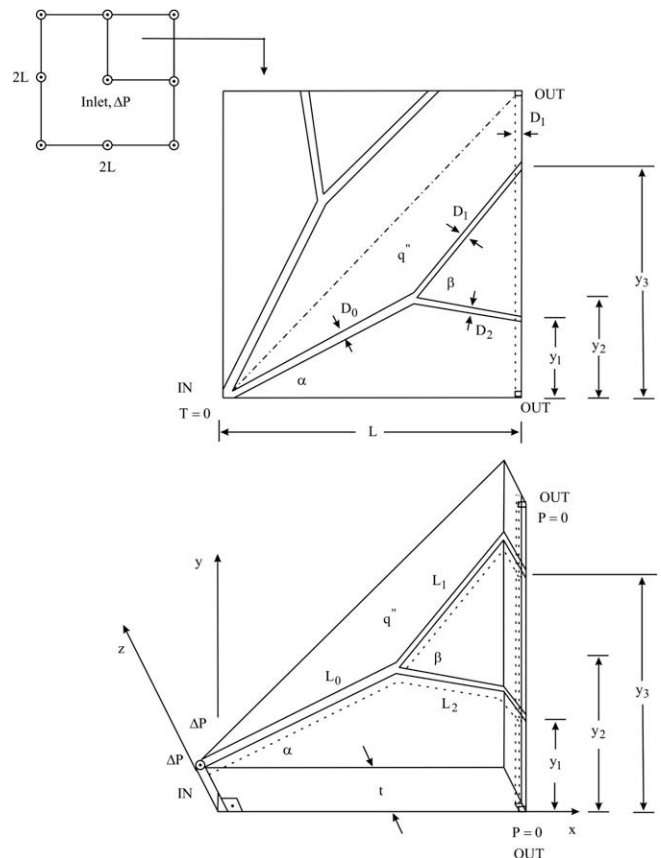 2L
Inlet, ΔP
2L
OUT
D₁
D₁
q"
β
y₃
D₀
D₂
y₂
y₁
α
IN
T = 0
OUT
L
OUT
P = 0
y
L₁
q"
z
β
L₀
y₃
L₂
y₂
ΔP
α
y₁
ΔP
IN
t
x
P = 0
OUT